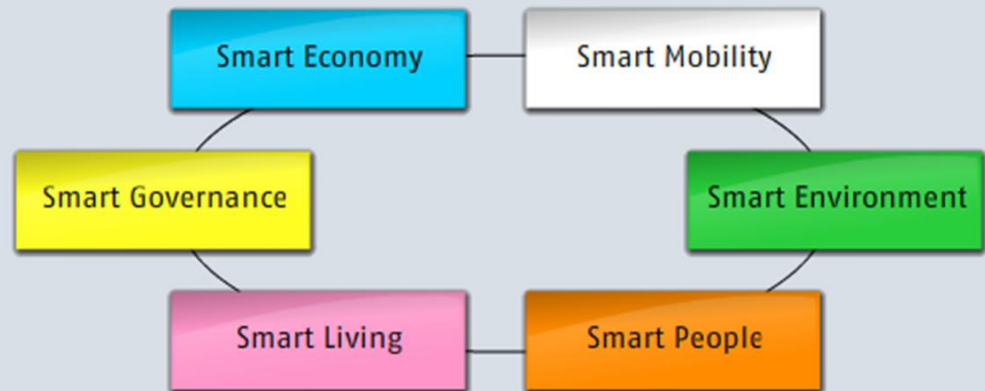 Smart Economy
Smart Mobility
Smart Governance
Smart Environment
Smart Living
Smart People